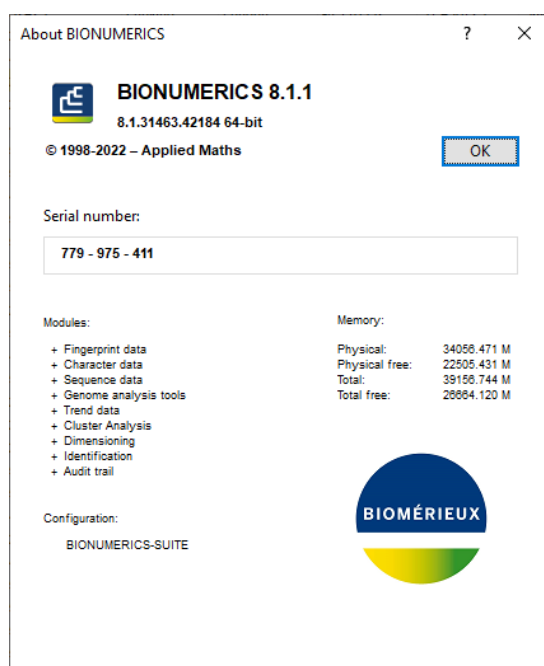 About BIONUMERICS
BIONUMERICS 8.1.1
8.1.31463.42184 64-bit
© 1998-2022 – Applied Maths
OK
Serial number:
779 - 975 - 411
Modules:
+ Fingerprint data
+ Character data
+ Sequence data
+ Genome analysis tools
+ Trend data
+ Cluster Analysis
+ Dimensioning
+ Identification
+ Audit trail
Memory:
Physical: 34056.471 M
Physical free: 22505.431 M
Total: 39156.744 M
Total free: 26664.120 M
Configuration:
BIONUMERICS-SUITE
BIOMÉRIEUX